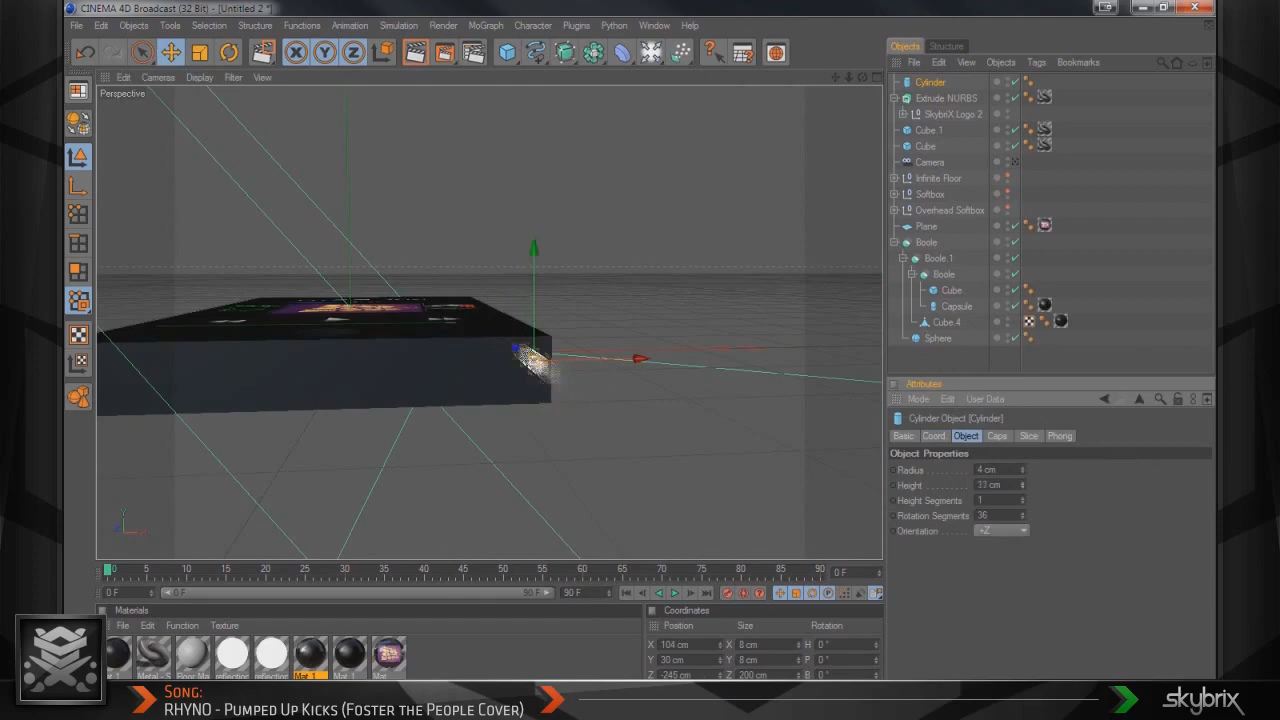 CINEMA 4D Broadcast (32 Bit) - [Untitled 2 *]
File Edit Objects Tools Selection Structure Functions Animation Simulation Render MoGraph Character Plugins Python Window Help
Edit Cameras Display Filter View
Perspective
Objects Structure
File Edit View Objects Tags Bookmarks
Cylinder
Extrude NURBS
SkybriX Logo 2
Cube 1
Cube
Camera
Infinite Floor
Softbox
Overhead Softbox
Plane
Boole
Boole 1
Boole
Cube
Capsule
Cube 4
Sphere
Attributes
Mode Edit User Data
Cylinder Object [Cylinder]
Basic Coord Object Caps Slice Phong
Object Properties
Radius 4 cm
Height cm
Height Segments 1
Rotation Segments 36
Orientation +Z
0 5 10 15 20 25 30 35 40 45 50 55 60 65 70 75 80 85 90 0 F
0 F 0 F 90 F 90 F
Materials
File Edit Function Texture
Coordinates
Position Size Rotation
X 104 cm X 8 cm H 0 °
Y 30 cm Y 8 cm P 0 °
Z -245 cm Z 200 cm B 0 °
Mat 1 Mat 1 Mat
Song:
RHYNO - Pumped Up Kicks (Foster the People Cover)
skybrix